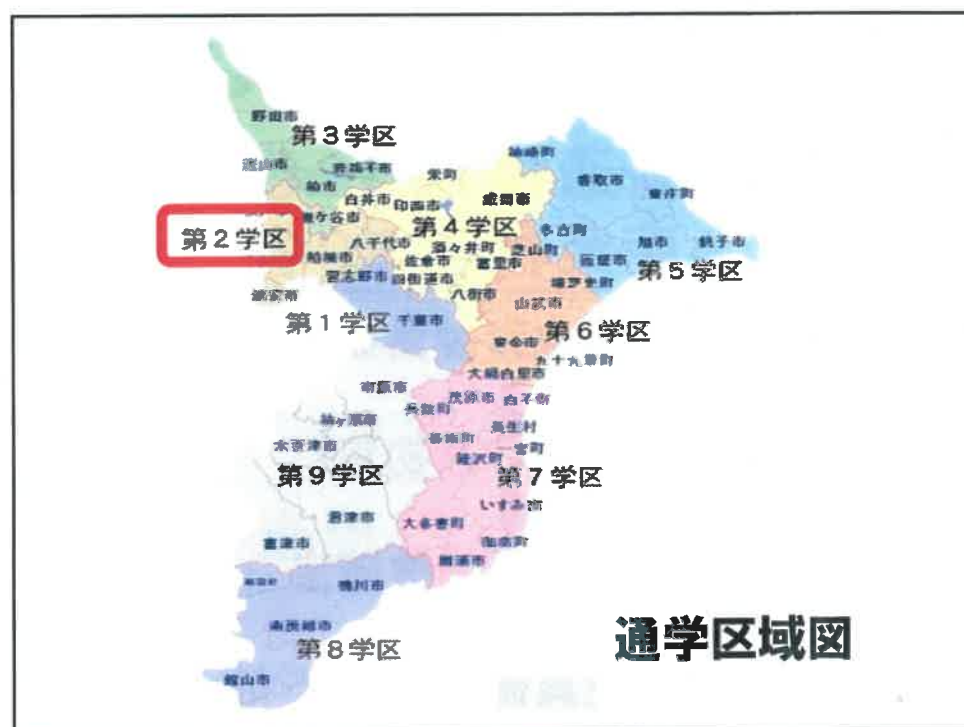 野田市
第3学区
流山市
我孫子市
柏市
栄町
神崎町
成田市
香取市
東庄町
白井市
印西市
鎌ケ谷市
第4学区
第2学区
多古町
八千代市
酒々井町
芝山町
旭市
銚子市
船橋市
佐倉市
富里市
匝瑳市
第5学区
習志野市
四街道市
横芝光町
浦安市
八街市
山武市
第1学区
千葉市
東金市
第6学区
九十九里町
大網白里市
市原市
茂原市
白子町
長柄町
袖ケ浦市
長生村
長南町
木更津市
一宮町
睦沢町
第9学区
第7学区
いすみ市
君津市
大多喜町
富津市
御宿町
勝浦市
鴨川市
南房総市
第8学区
通学区域図
館山市